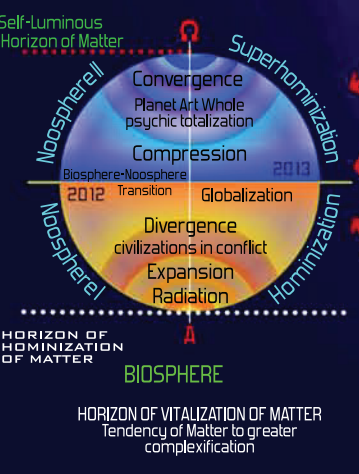 Self-Luminous
Horizon of Matter
Ω
Noosphere II
Superhominization
Convergence
Planet Art Whole
psychic totalization
Compression
Biosphere-Noosphere
2013
2012
Transition
Globalization
Noosphere I
Hominization
Divergence
civilizations in conflict
Expansion
Radiation
A
HORIZON OF
HOMINIZATION
OF MATTER
BIOSPHERE
HORIZON OF VITALIZATION OF MATTER
Tendency of Matter to greater
complexification